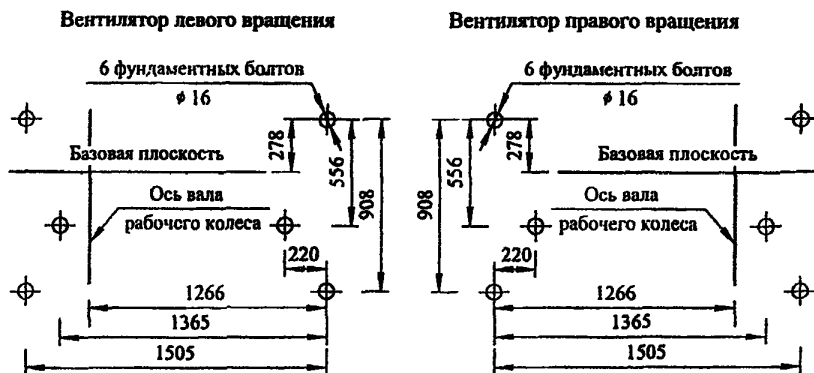 Вентилятор левого вращения
6 фундаментных болтов
ϕ 16
278
Базовая плоскость
556
908
Ось вала
рабочего колеса
220
1266
1365
1505
Вентилятор правого вращения
6 фундаментных болтов
ϕ 16
278
Базовая плоскость
556
908
Ось вала
рабочего колеса
220
1266
1365
1505